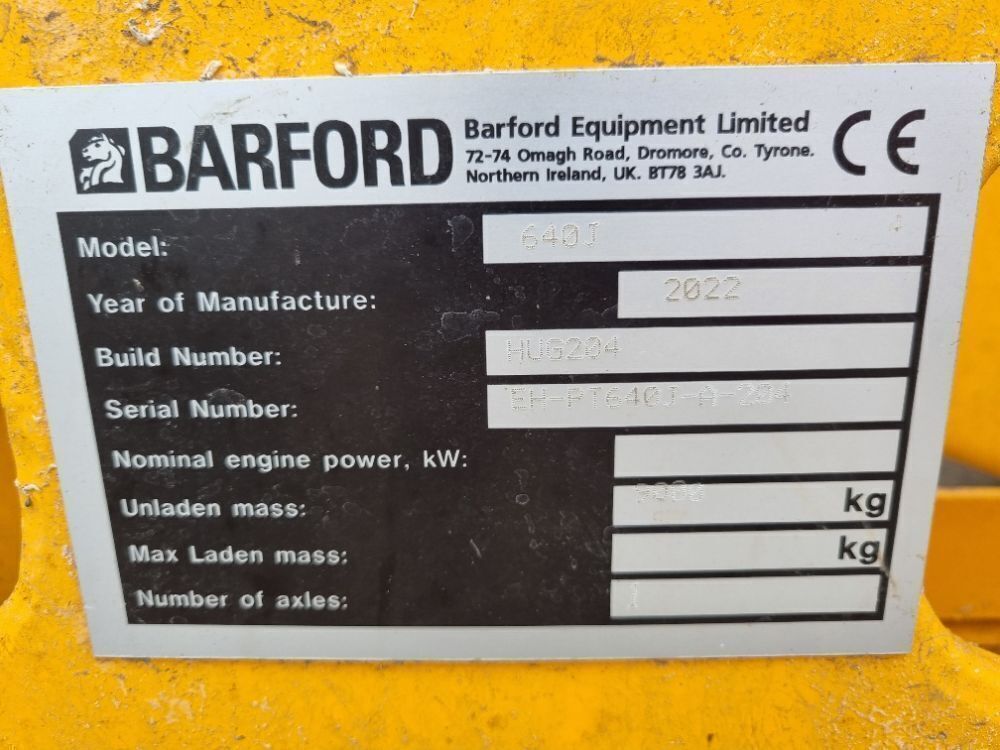 BARFORD
Barford Equipment Limited
72-74 Omagh Road, Dromore, Co. Tyrone.
Northern Ireland, UK. BT78 3AJ.
CE
Model: 640J
Year of Manufacture: 2022
Build Number: HUG204
Serial Number: EH-PT640J-A-204
Nominal engine power, kW:
Unladen mass: 9000 kg
Max Laden mass: kg
Number of axles: 1